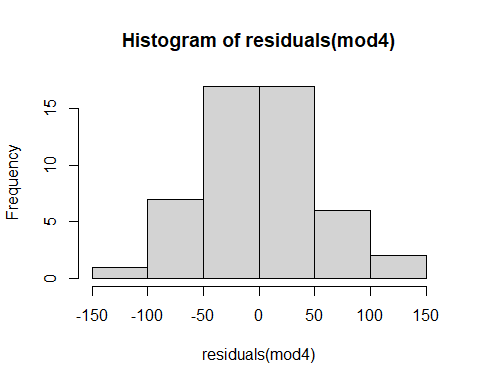 Histogram of residuals(mod4)
Frequency
15
10
5
0
-150 -100 -50 0 50 100 150
residuals(mod4)